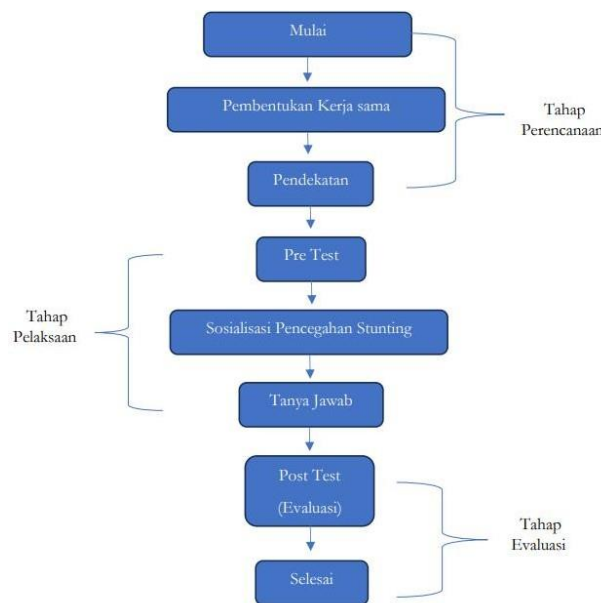 Mulai
Pembentukan Kerja sama
Tahap
Perencanaan
Pendekatan
Pre Test
Tahap
Pelaksaan
Sosialisasi Pencegahan Stunting
Tanya Jawab
Post Test
(Evaluasi)
Tahap
Evaluasi
Selesai